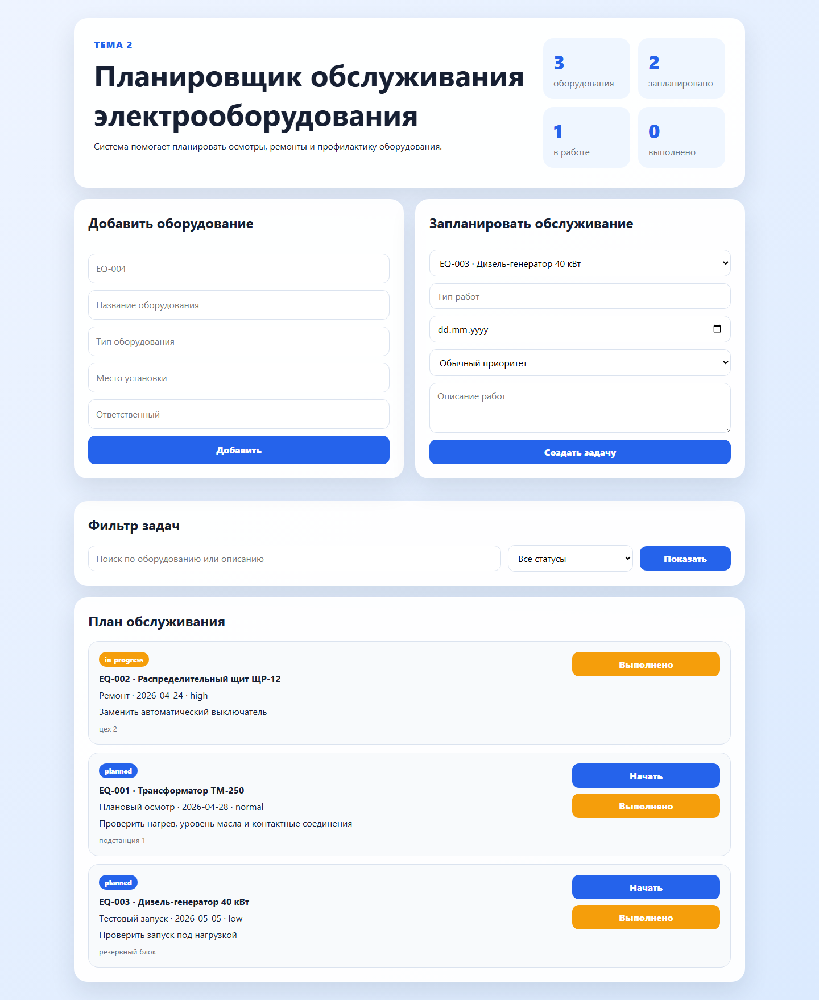 ТЕМА 2
Планировщик обслуживания
электрооборудования
Система помогает планировать осмотры, ремонты и профилактику оборудования.
3
оборудования
2
запланировано
1
в работе
0
выполнено
Добавить оборудование
EQ-004
Название оборудования
Тип оборудования
Место установки
Ответственный
Добавить
Запланировать обслуживание
EQ-003 · Дизель-генератор 40 кВт
Тип работ
dd.mm.yyyy
Обычный приоритет
Описание работ
Создать задачу
Фильтр задач
Поиск по оборудованию или описанию
Все статусы
Показать
План обслуживания
in_progress
EQ-002 · Распределительный щит ЩР-12
Ремонт · 2026-04-24 · high
Заменить автоматический выключатель
цех 2
Выполнено
planned
EQ-001 · Трансформатор ТМ-250
Плановый осмотр · 2026-04-28 · normal
Проверить нагрев, уровень масла и контактные соединения
подстанция 1
Начать
Выполнено
planned
EQ-003 · Дизель-генератор 40 кВт
Тестовый запуск · 2026-05-05 · low
Проверить запуск под нагрузкой
резервный блок
Начать
Выполнено